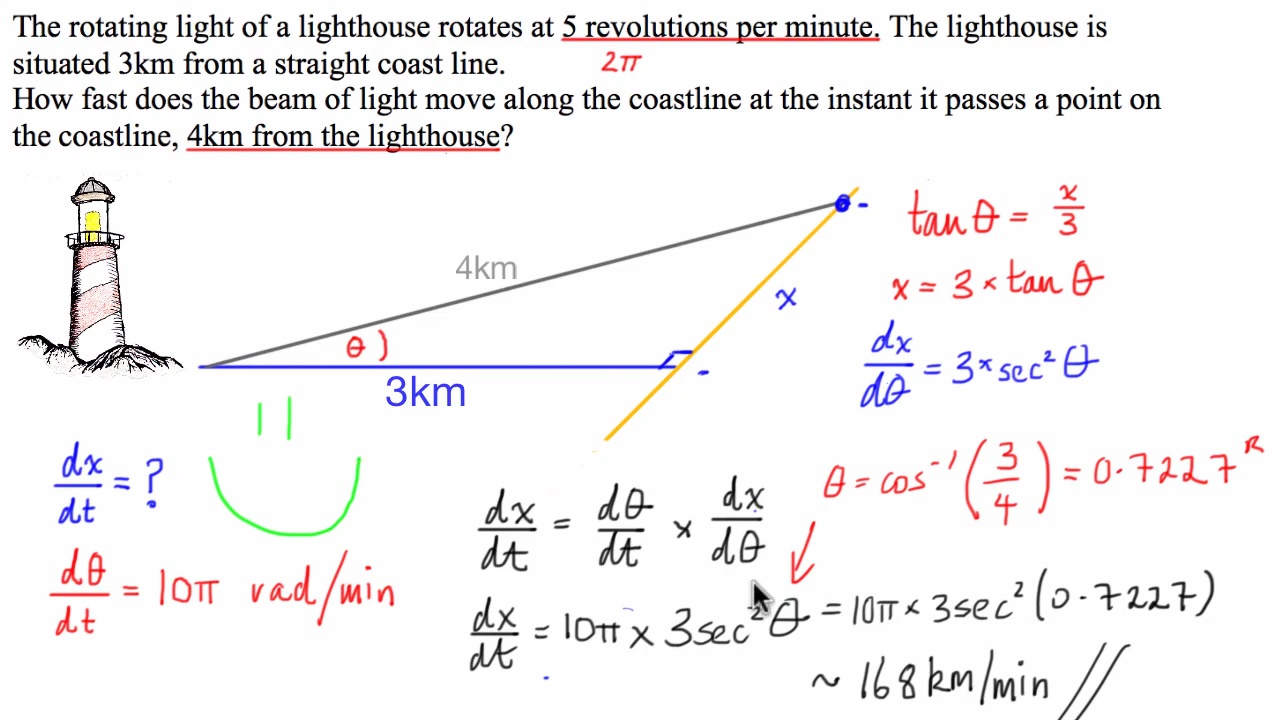 The rotating light of a lighthouse rotates at 5 revolutions per minute. The lighthouse is
situated 3km from a straight coast line.
2π
How fast does the beam of light move along the coastline at the instant it passes a point on
the coastline, 4km from the lighthouse?
tan θ = x/3
4km
x
x = 3 × tan θ
θ
3km
dx/dθ = 3 × sec² θ
dx/dt = ?
θ = cos⁻¹ (3/4) = 0.7227ᴿ
dx/dt = dθ/dt × dx/dθ
dθ/dt = 10π rad/min
dx/dt = 10π × 3sec² θ = 10π × 3sec² (0.7227)
~ 168 km/min //